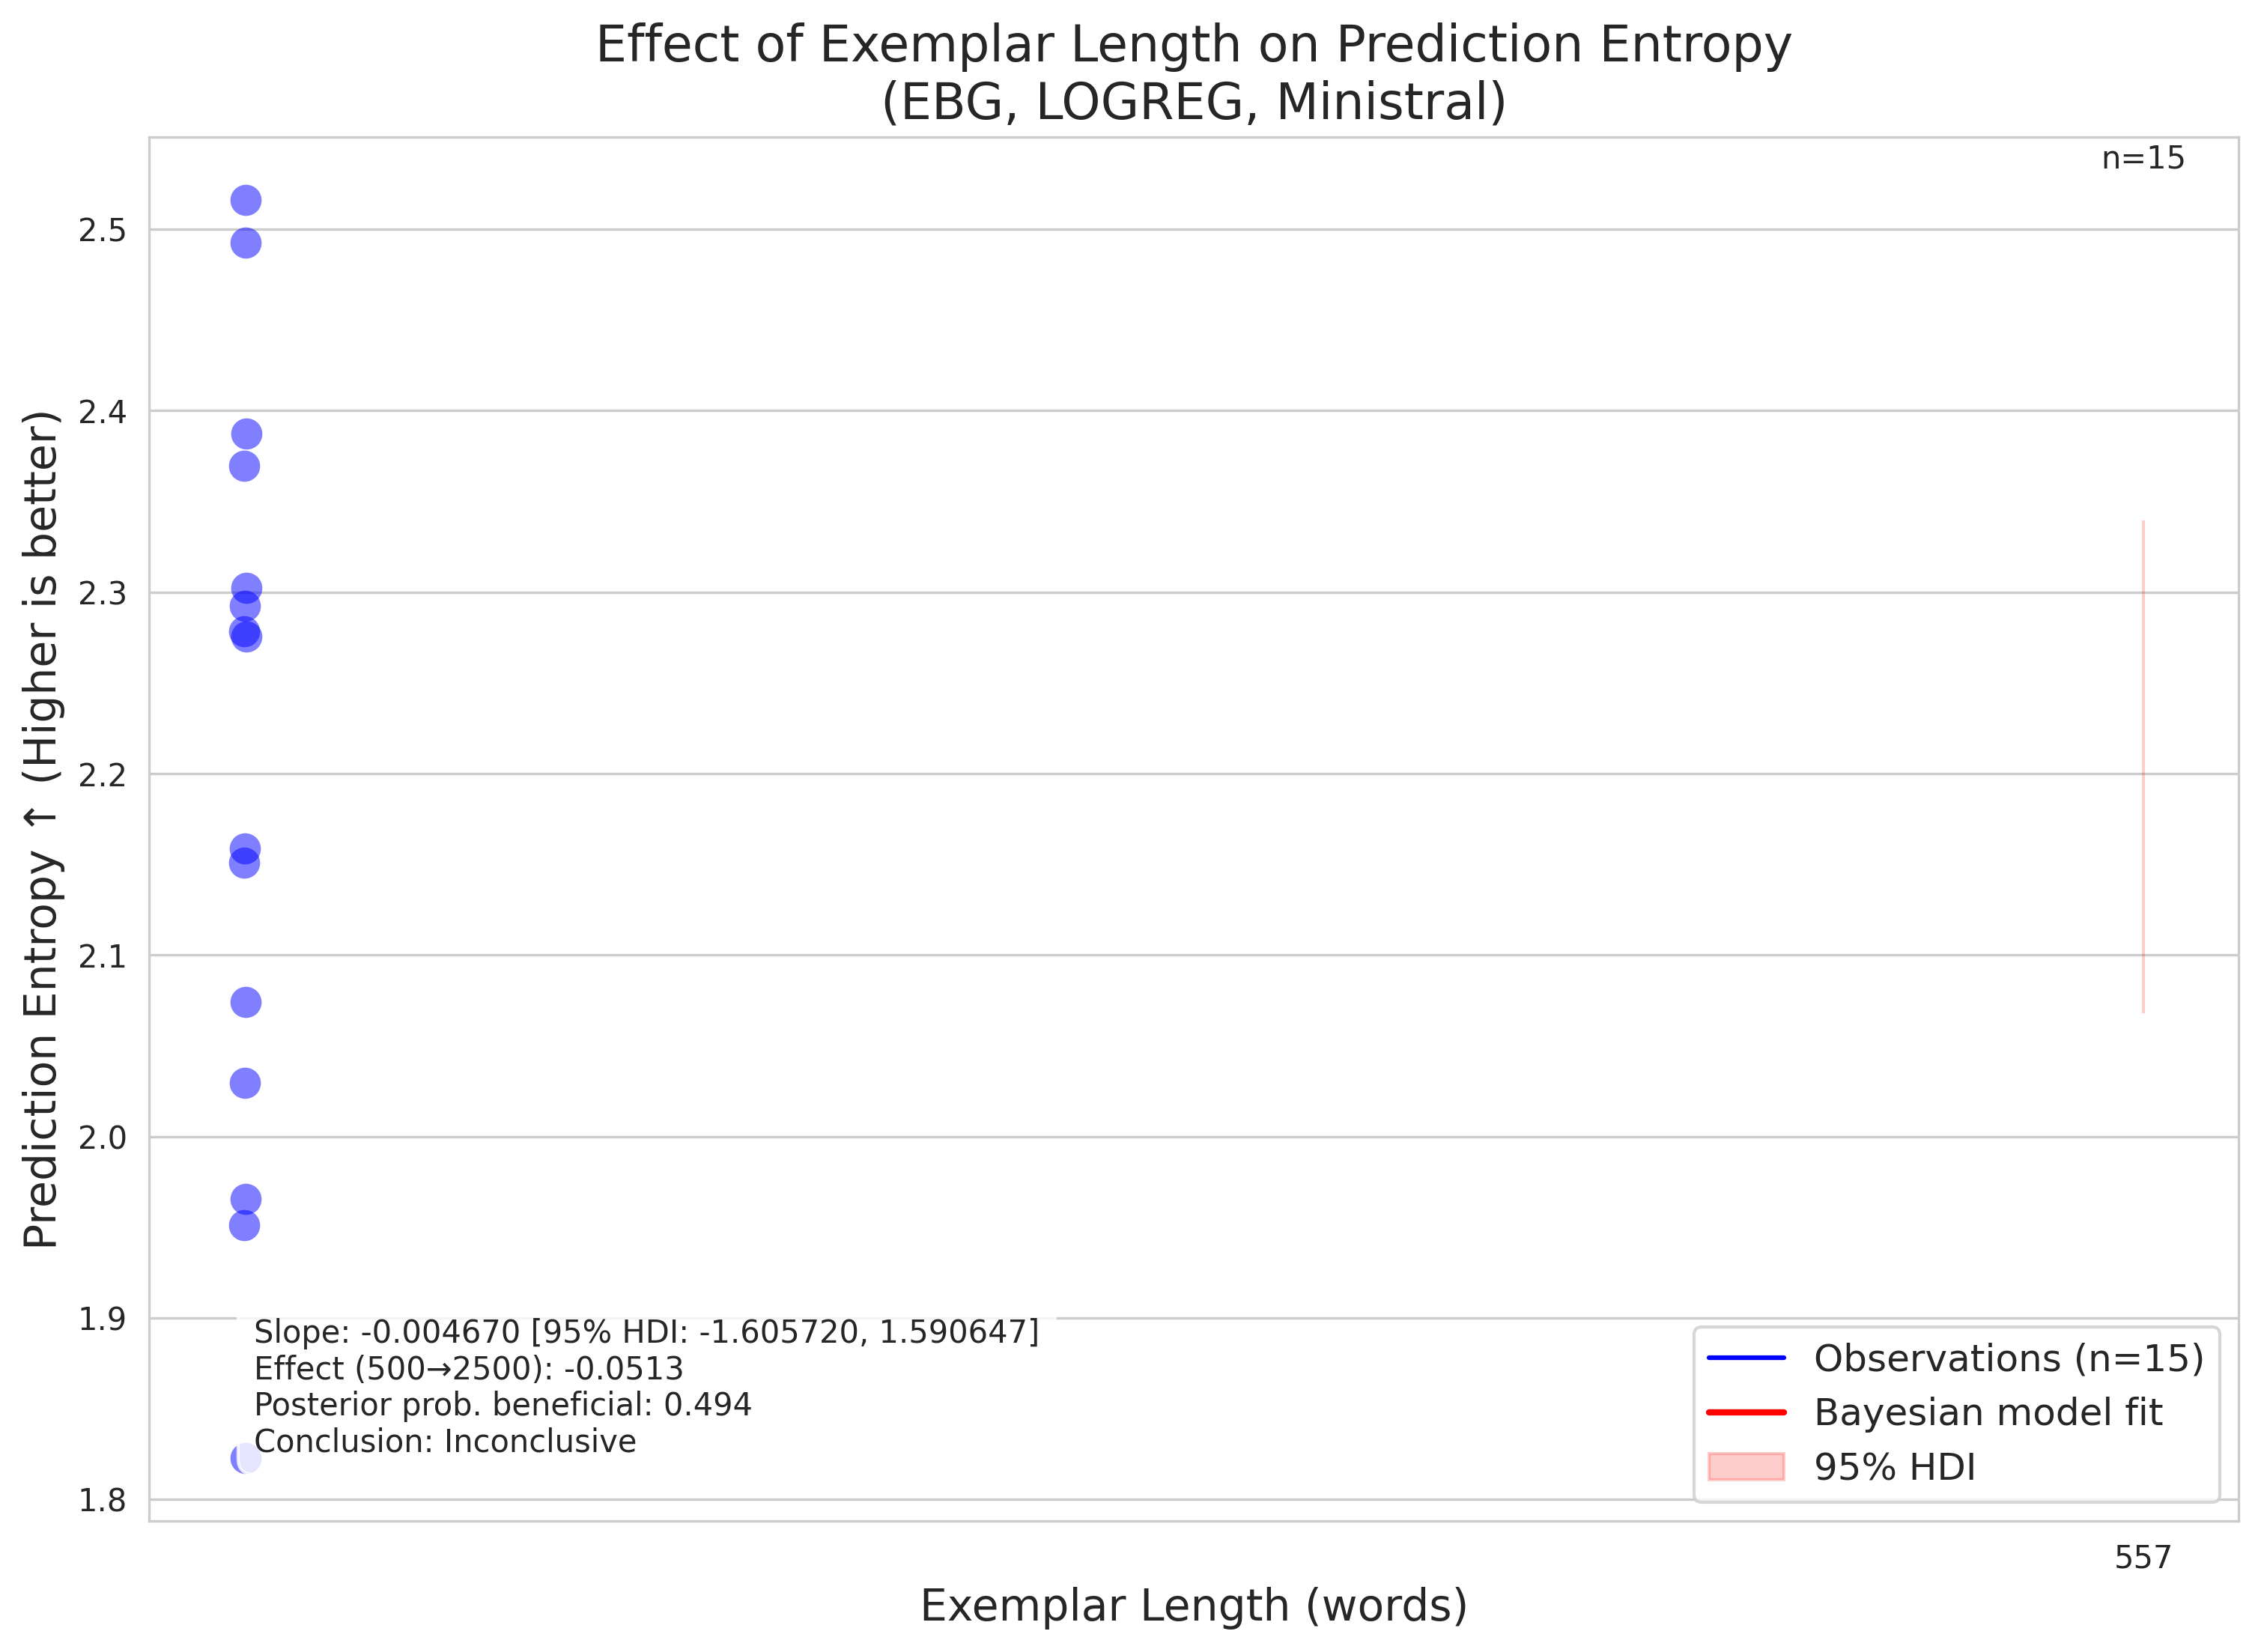 Effect of Exemplar Length on Prediction Entropy
(EBG, LOGREG, Ministral)
n=15
Prediction Entropy ↑ (Higher is better)
2.5
2.4
2.3
2.2
2.1
2.0
1.9
1.8
Slope: -0.004670 [95% HDI: -1.605720, 1.590647]
Effect (500→2500): -0.0513
Posterior prob. beneficial: 0.494
Conclusion: Inconclusive
Observations (n=15)
Bayesian model fit
95% HDI
557
Exemplar Length (words)